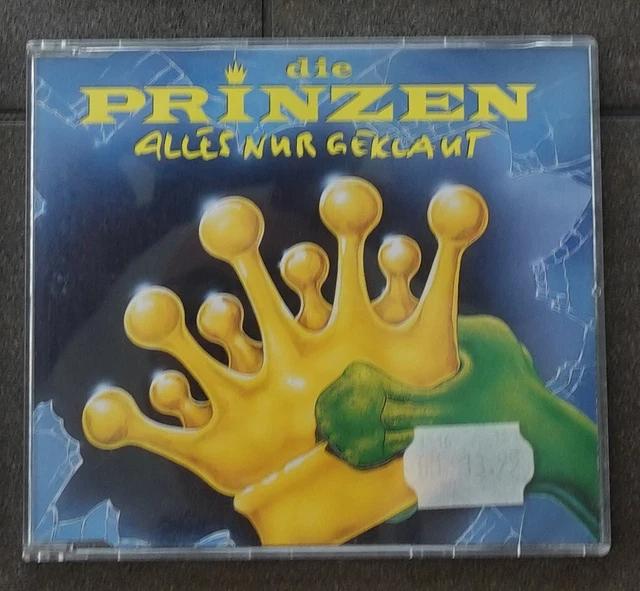 die
PRINZEN
ALLES NUR GEKLAUT